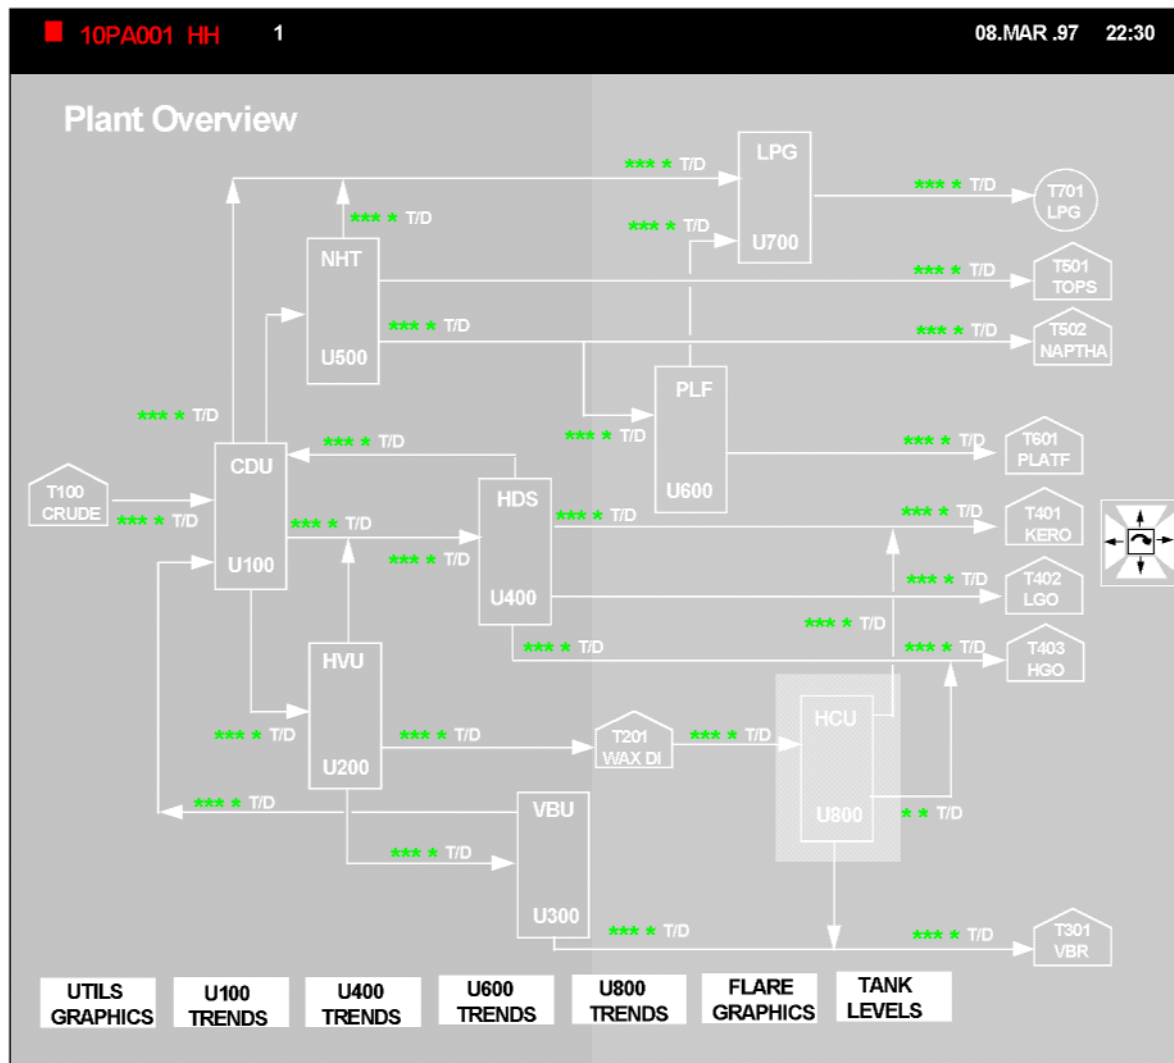 10PA001 HH 1 08.MAR .97 22:30
Plant Overview
*** * T/D
LPG
*** * T/D
T701
LPG
*** * T/D
*** * T/D
NHT
U700
*** * T/D
T501
TOPS
*** * T/D
*** * T/D
T502
NAPTHA
U500
PLF
*** * T/D
*** * T/D
*** * T/D
*** * T/D
T601
PLATF
CDU
T100
CRUDE
HDS
U600
*** * T/D
*** * T/D
*** * T/D
*** * T/D
T401
KERO
*** * T/D
U100
*** * T/D
T402
LGO
U400
*** * T/D
HVU
*** * T/D
*** * T/D
T403
HGO
HCU
*** * T/D
*** * T/D
T201
WAX DI
*** * T/D
U200
*** * T/D
VBU
U800
* * T/D
*** * T/D
U300
*** * T/D
*** * T/D
T301
VBR
UTILS
GRAPHICS
U100
TRENDS
U400
TRENDS
U600
TRENDS
U800
TRENDS
FLARE
GRAPHICS
TANK
LEVELS